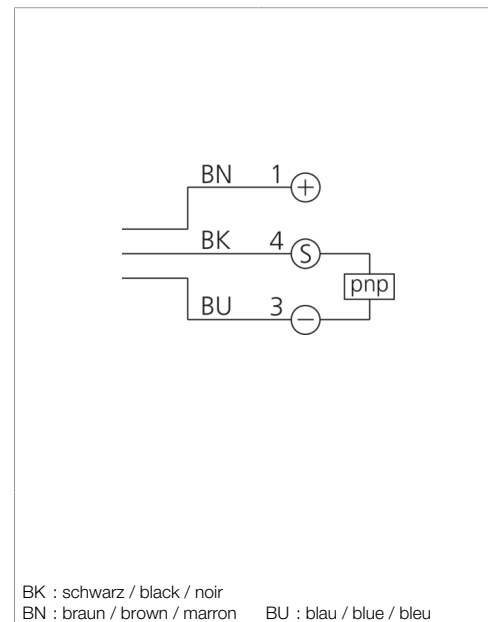 BN 1 +
BK 4 S
pnp
BU 3 −
BK : schwarz / black / noir
BN : braun / brown / marron BU : blau / blue / bleu